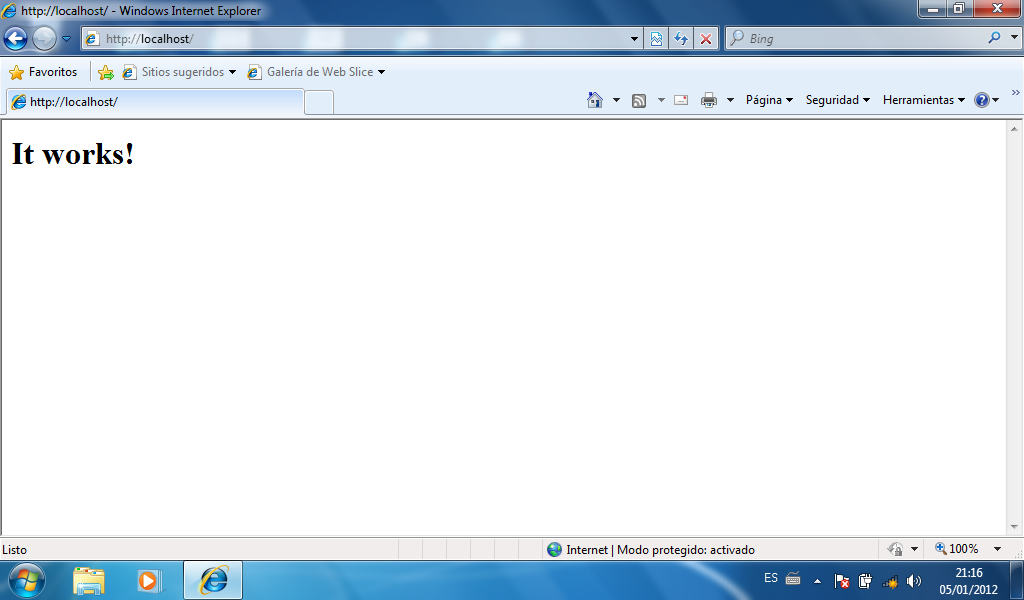 http://localhost/ - Windows Internet Explorer
http://localhost/
Bing
Favoritos
Sitios sugeridos
Galería de Web Slice
http://localhost/
Página
Seguridad
Herramientas
»
It works!
Listo
Internet | Modo protegido: activado
100%
ES
21:16
05/01/2012